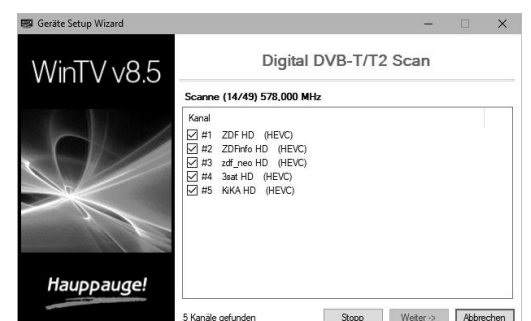 Geräte Setup Wizard
WinTV v8.5
Digital DVB-T/T2 Scan
Scanne (14/49) 578,000 MHz
Kanal
#1 ZDF HD (HEVC)
#2 ZDFinfo HD (HEVC)
#3 zdf_neo HD (HEVC)
#4 3sat HD (HEVC)
#5 KiKA HD (HEVC)
Hauppauge!
5 Kanäle gefunden
Stopp
Weiter ->
Abbrechen